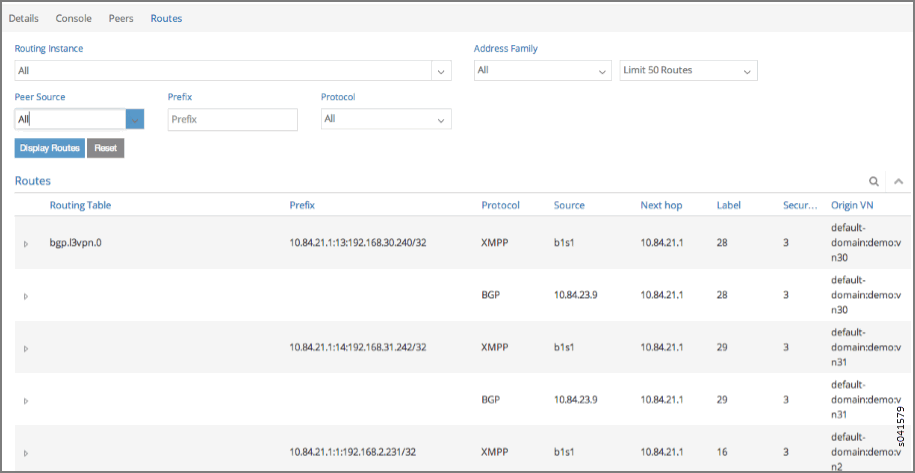 Details Console Peers Routes
Routing Instance Address Family
All All Limit 50 Routes
Peer Source Prefix Protocol
All Prefix All
Display Routes Reset
Routes
Routing Table Prefix Protocol Source Next hop Label Secur... Origin VN
bgp.l3vpn.0 10.84.21.1:13:192.168.30.240/32 XMPP b1s1 10.84.21.1 28 3 default-
domain:demo:v
n30
BGP 10.84.23.9 10.84.21.1 28 3 default-
domain:demo:v
n30
10.84.21.1:14:192.168.31.242/32 XMPP b1s1 10.84.21.1 29 3 default-
domain:demo:v
n31
BGP 10.84.23.9 10.84.21.1 29 3 default-
domain:demo:v
n31
10.84.21.1:1:192.168.2.231/32 XMPP b1s1 10.84.21.1 16 3 default-
domain:demo:v
n2
s041579